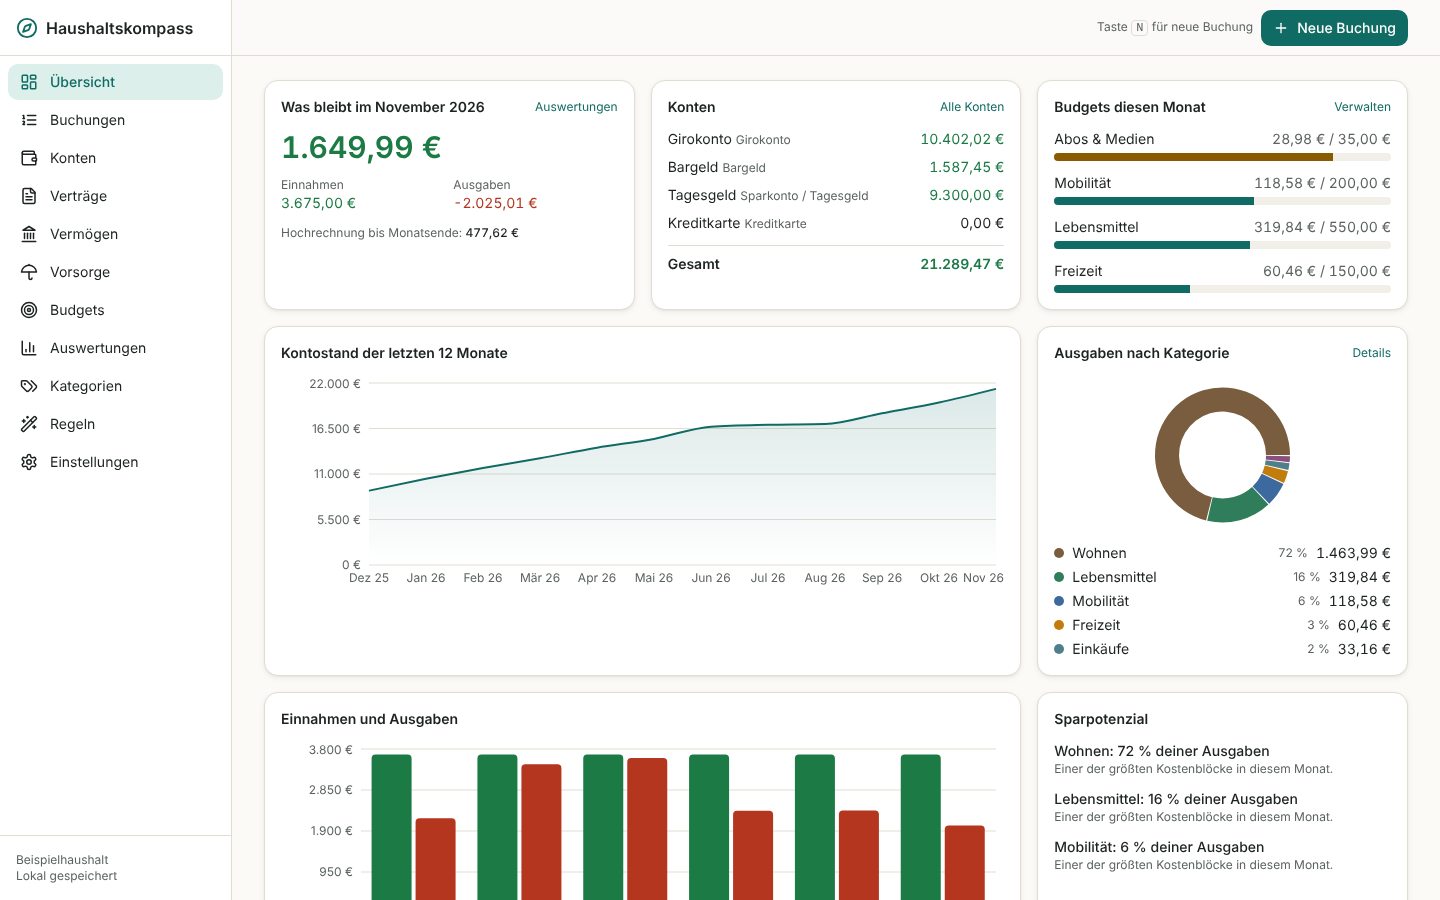 Haushaltskompass
Taste N für neue Buchung
Neue Buchung
Übersicht
Buchungen
Konten
Verträge
Vermögen
Vorsorge
Budgets
Auswertungen
Kategorien
Regeln
Einstellungen
Beispielhaushalt
Lokal gespeichert
Was bleibt im November 2026 Auswertungen
1.649,99 €
Einnahmen Ausgaben
3.675,00 € -2.025,01 €
Hochrechnung bis Monatsende: 477,62 €
Konten Alle Konten
Girokonto Girokonto 10.402,02 €
Bargeld Bargeld 1.587,45 €
Tagesgeld Sparkonto / Tagesgeld 9.300,00 €
Kreditkarte Kreditkarte 0,00 €
Gesamt 21.289,47 €
Budgets diesen Monat Verwalten
Abos & Medien 28,98 € / 35,00 €
Mobilität 118,58 € / 200,00 €
Lebensmittel 319,84 € / 550,00 €
Freizeit 60,46 € / 150,00 €
Kontostand der letzten 12 Monate
22.000 €
16.500 €
11.000 €
5.500 €
0 €
Dez 25 Jan 26 Feb 26 Mär 26 Apr 26 Mai 26 Jun 26 Jul 26 Aug 26 Sep 26 Okt 26 Nov 26
Ausgaben nach Kategorie Details
Wohnen 72 % 1.463,99 €
Lebensmittel 16 % 319,84 €
Mobilität 6 % 118,58 €
Freizeit 3 % 60,46 €
Einkäufe 2 % 33,16 €
Einnahmen und Ausgaben
3.800 €
2.850 €
1.900 €
950 €
Sparpotenzial
Wohnen: 72 % deiner Ausgaben
Einer der größten Kostenblöcke in diesem Monat.
Lebensmittel: 16 % deiner Ausgaben
Einer der größten Kostenblöcke in diesem Monat.
Mobilität: 6 % deiner Ausgaben
Einer der größten Kostenblöcke in diesem Monat.